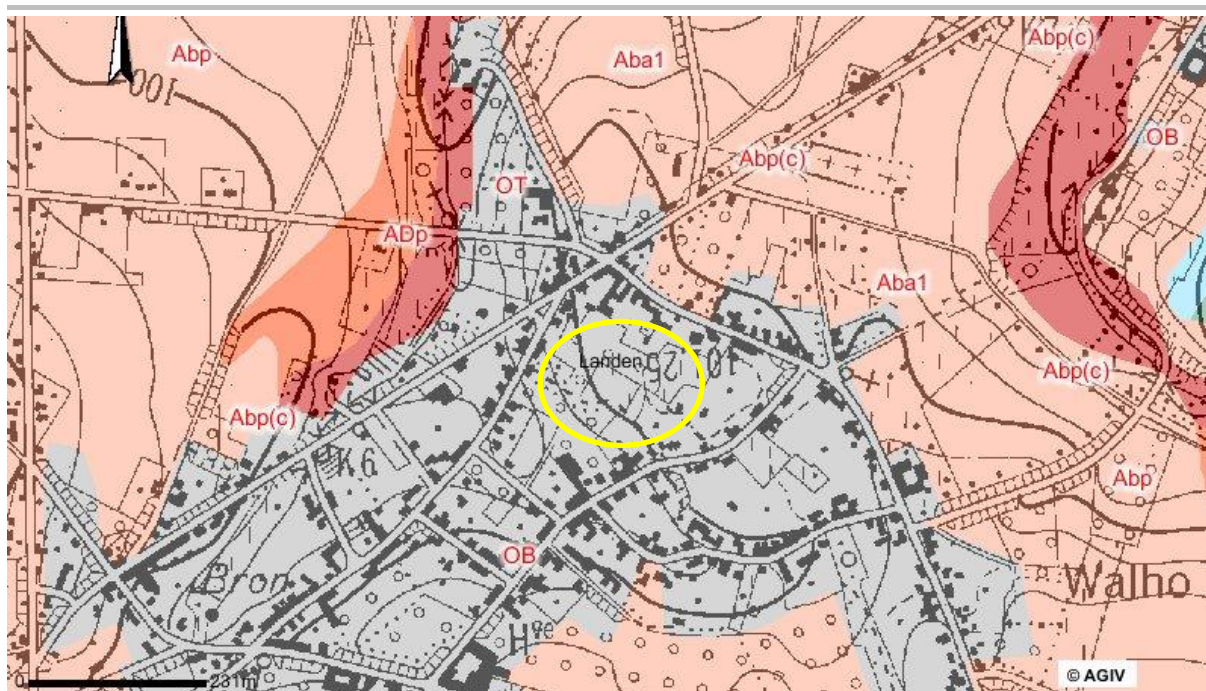 Abp
Aba1
Abp(c)
100
OB
Abp(c)
OT
ADp
Aba1
Landen
Abp(c)
Abp(c)
K6
Abp
OB
Bron
Walho
Hve
0 231m
© AGIV